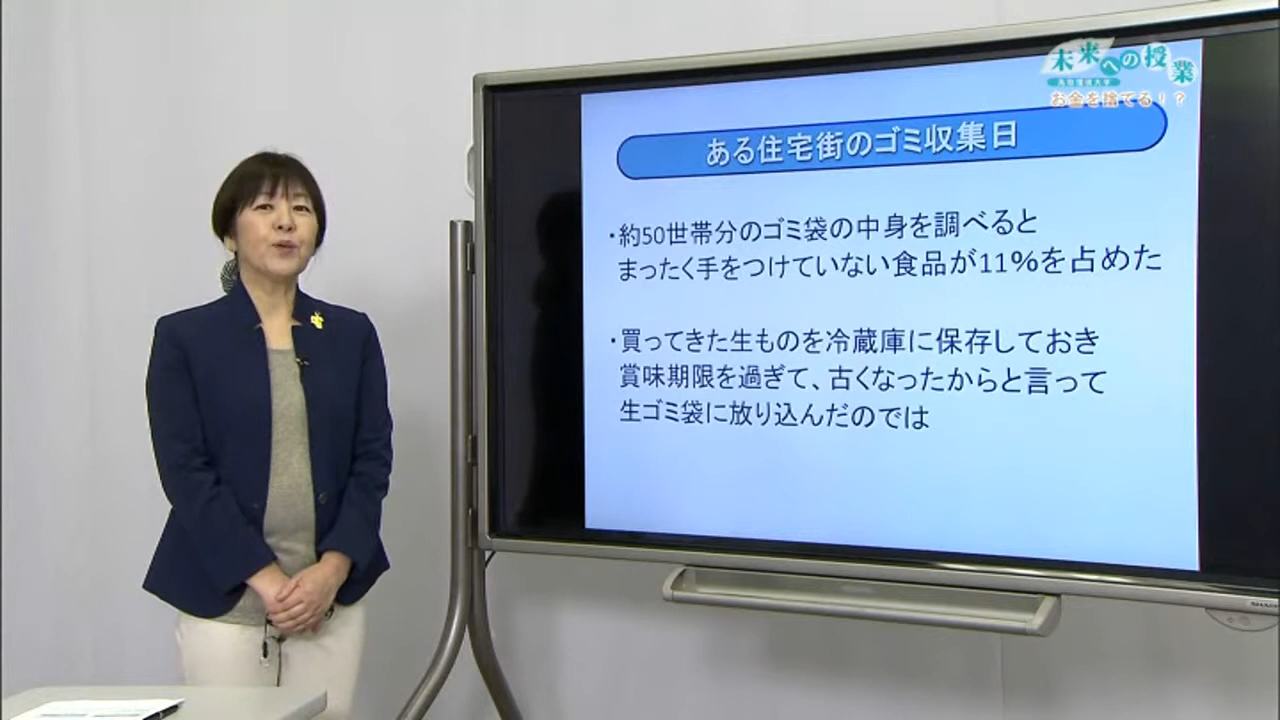 未来への授業
お金を捨てる！？
ある住宅街のゴミ収集日
・約50世帯分のゴミ袋の中身を調べると
まったく手をつけていない食品が11%を占めた
・買ってきた生ものを冷蔵庫に保存しておき
賞味期限を過ぎて、古くなったからと言って
生ゴミ袋に放り込んだのでは
SHARP